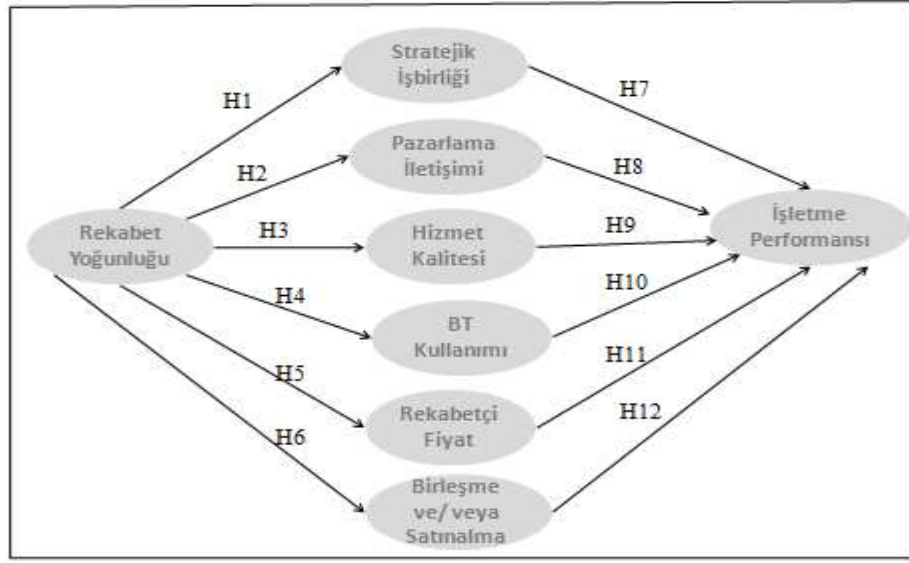 Stratejik
İşbirliği
H1
H7
Pazarlama
İletişimi
H2
H8
Rekabet
Yoğunluğu
H3
Hizmet
Kalitesi
H9
İşletme
Performansı
H4
BT
Kullanımı
H10
H5
Rekabetçi
Fiyat
H11
H6
Birleşme
ve/ veya
Satınalma
H12